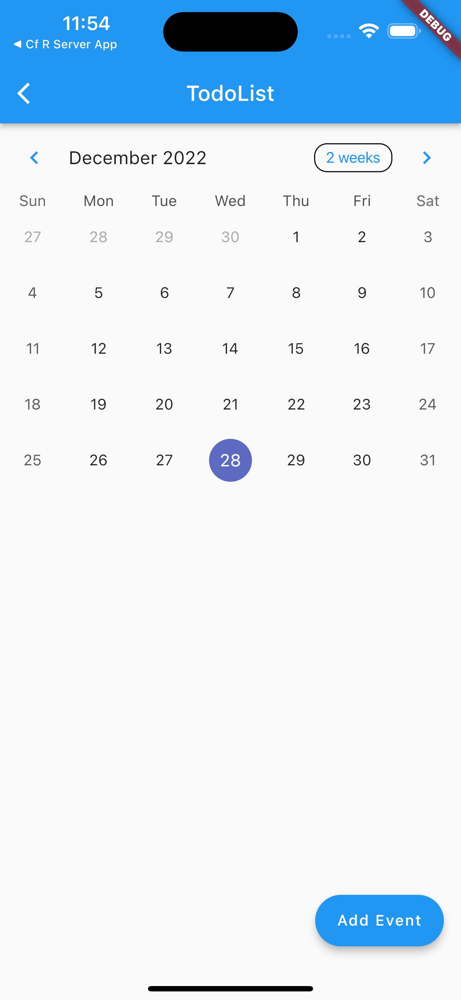 11:54
DEBUG
◀ Cf R Server App
TodoList
December 2022 2 weeks
Sun Mon Tue Wed Thu Fri Sat
27 28 29 30 1 2 3
4 5 6 7 8 9 10
11 12 13 14 15 16 17
18 19 20 21 22 23 24
25 26 27 28 29 30 31
Add Event